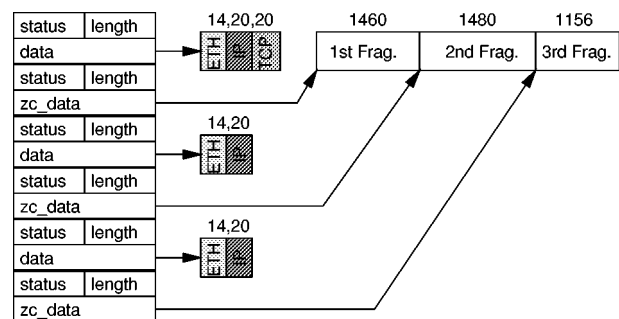 14,20,20 1460 1480 1156
status length
data ETH IP TCP 1st Frag. 2nd Frag. 3rd Frag.
status length
zc_data
14,20
status length
data ETH IP
status length
zc_data
14,20
status length
data ETH IP
status length
zc_data